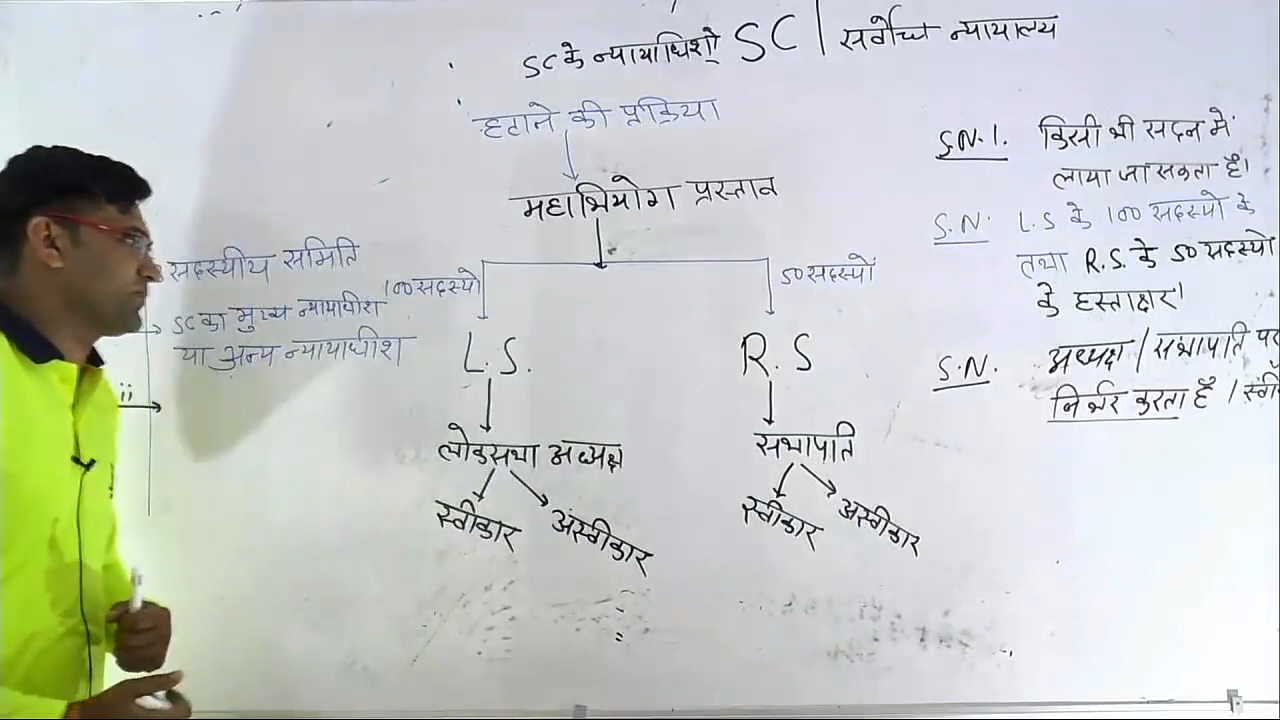 SC | सर्वोच्च न्यायालय
SC के न्यायाधिशो
हटाने की प्रक्रिया
महाभियोग प्रस्ताव
100 सदस्यो
50 सदस्यों
L.S.
R.S
लोकसभा अध्यक्ष
सभापति
स्वीकार
अस्वीकार
स्वीकार
अस्वीकार
सदस्यीय समिति
SC का मुख्य न्यायाधीश
या अन्य न्यायाधीश
ii
S.N.1. किसी भी सदन में
लाया जा सकता है।
S.N. L.S के 100 सदस्यो के
तथा R.S. के 50 सदस्यो
के हस्ताक्षर।
S.N. अध्यक्ष / सभापति पर
निर्भर करता है /